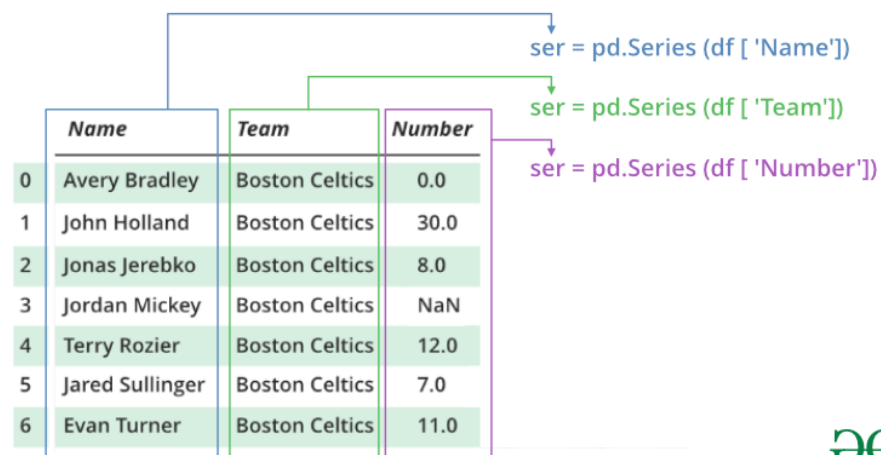 ser = pd.Series (df [ 'Name'])
ser = pd.Series (df [ 'Team'])
ser = pd.Series (df [ 'Number'])
Name Team Number
0 Avery Bradley Boston Celtics 0.0
1 John Holland Boston Celtics 30.0
2 Jonas Jerebko Boston Celtics 8.0
3 Jordan Mickey Boston Celtics NaN
4 Terry Rozier Boston Celtics 12.0
5 Jared Sullinger Boston Celtics 7.0
6 Evan Turner Boston Celtics 11.0